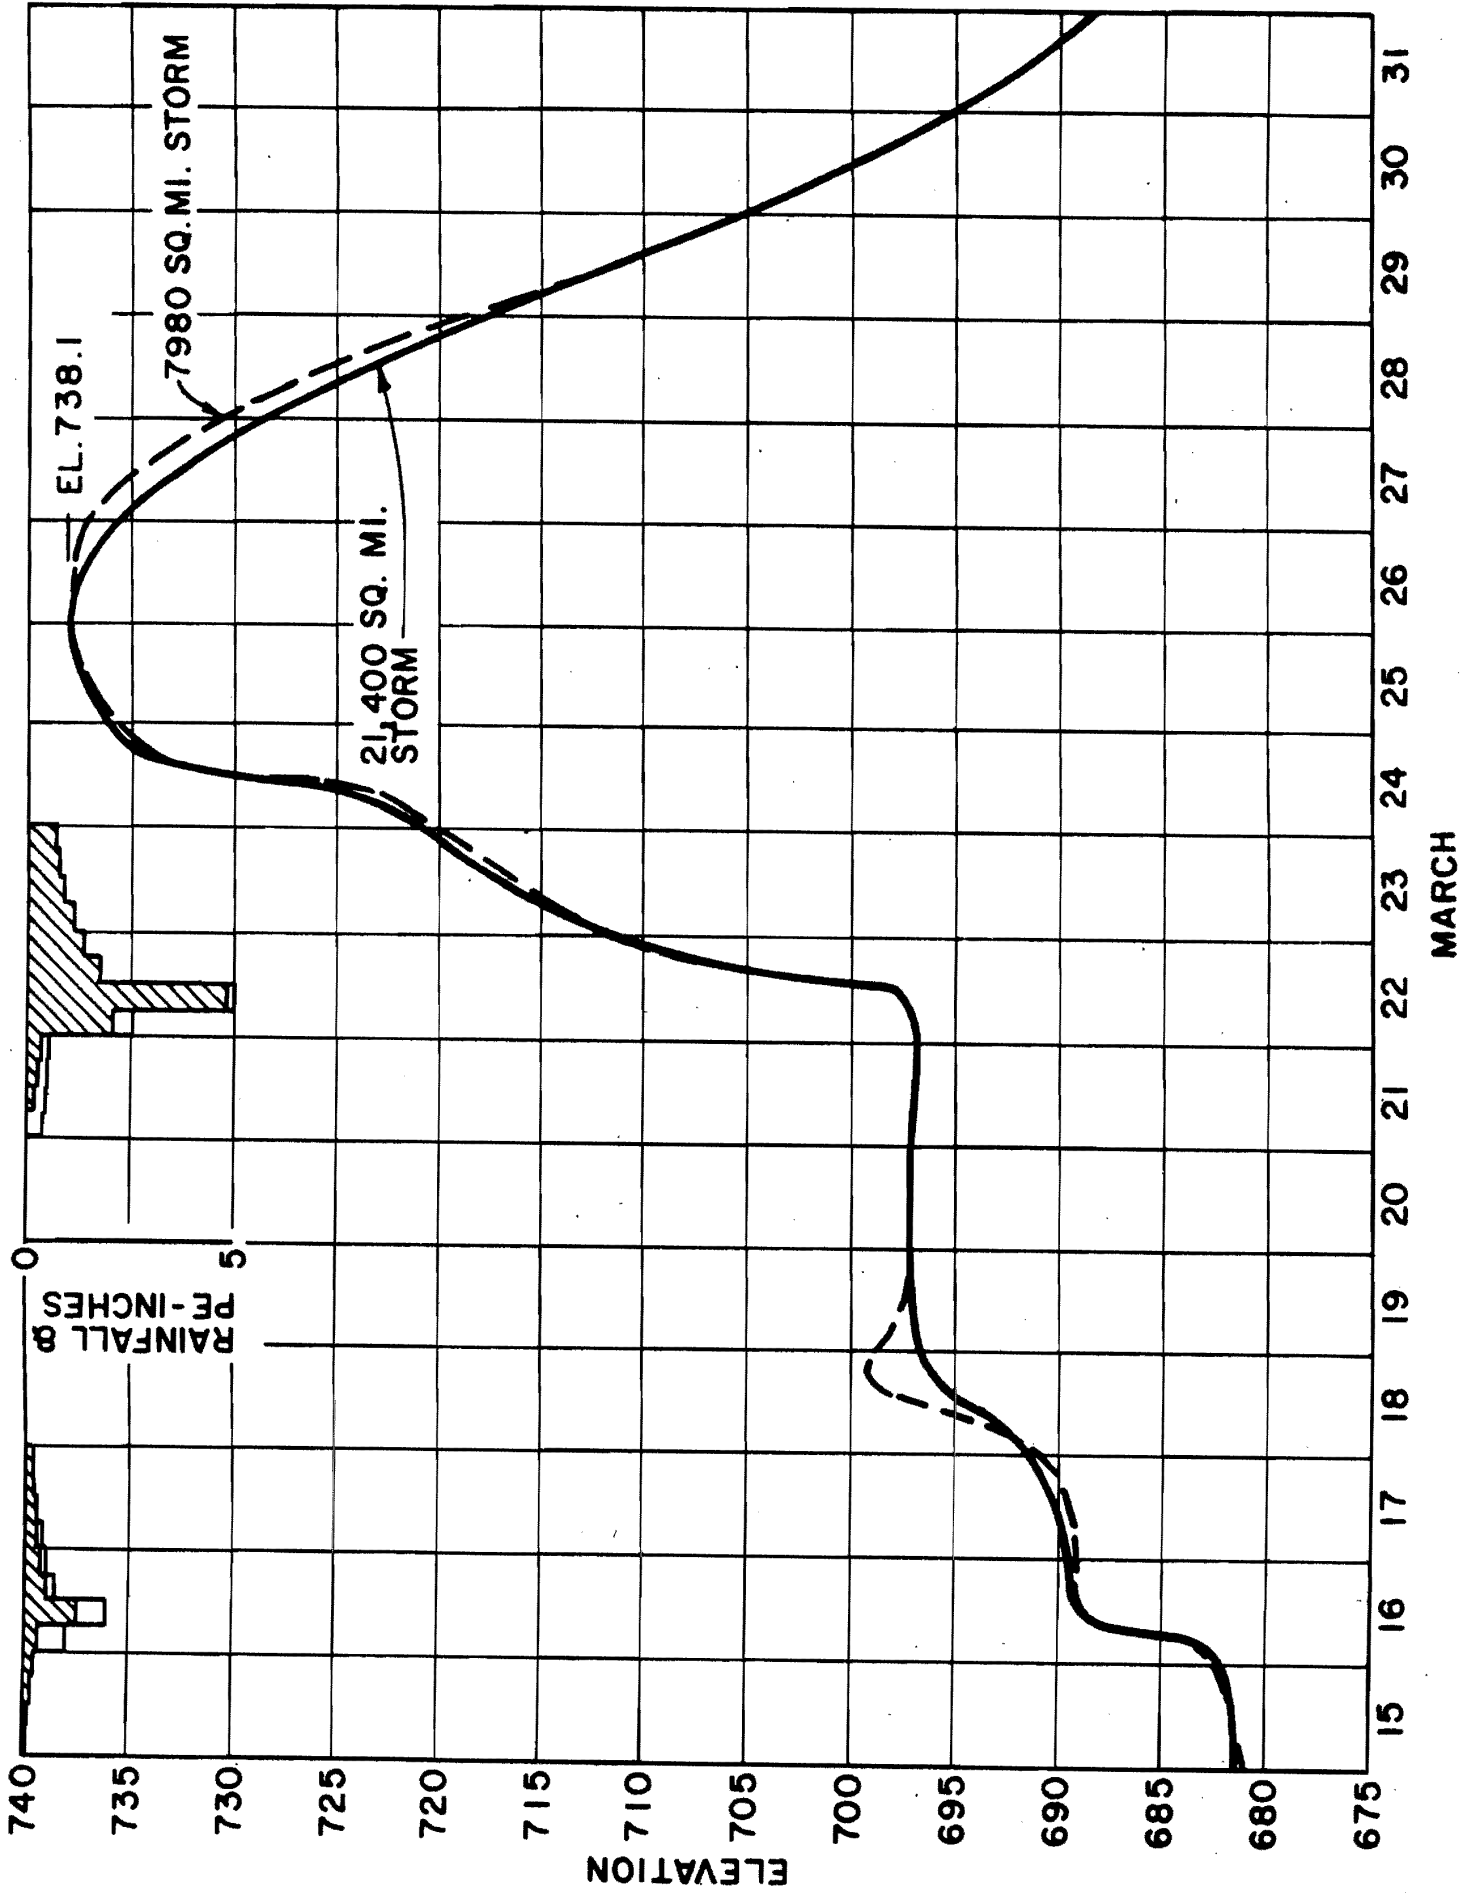 EL.738.1
7980 SQ.MI. STORM
21,400 SQ. MI.
STORM
RAINFALL &
PE-INCHES
0
5
ELEVATION
740
735
730
725
720
715
710
705
700
695
690
685
680
675
15 16 17 18 19 20 21 22 23 24 25 26 27 28 29 30 31
MARCH